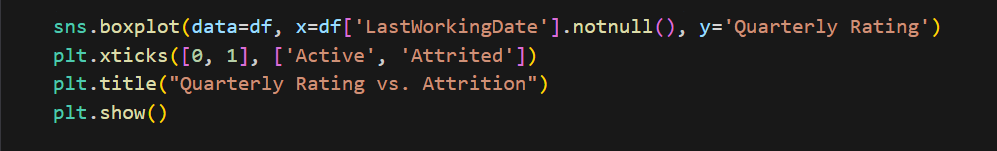 sns.boxplot(data=df, x=df['LastWorkingDate'].notnull(), y='Quarterly Rating')
plt.xticks([0, 1], ['Active', 'Attrited'])
plt.title("Quarterly Rating vs. Attrition")
plt.show()